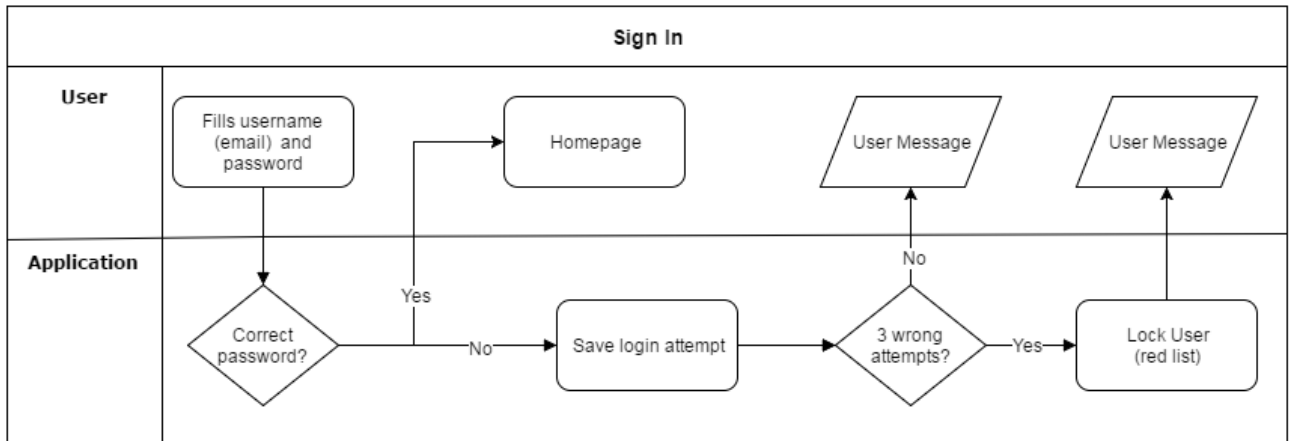 Sign In
User
Fills username
(email) and
password
Homepage
User Message
User Message
Application
Correct
password?
Yes
No
Save login attempt
3 wrong
attempts?
No
Yes
Lock User
(red list)